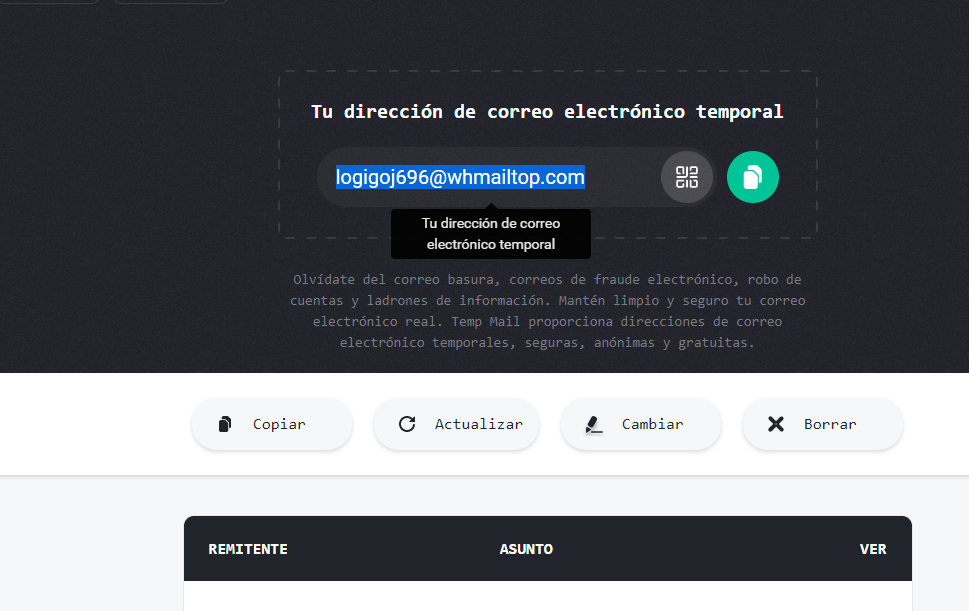 Tu dirección de correo electrónico temporal
logigoj696@whmailtop.com
Tu dirección de correo
electrónico temporal
Olvídate del correo basura, correos de fraude electrónico, robo de
cuentas y ladrones de información. Mantén limpio y seguro tu correo
electrónico real. Temp Mail proporciona direcciones de correo
electrónico temporales, seguras, anónimas y gratuitas.
Copiar Actualizar Cambiar Borrar
REMITENTE ASUNTO VER